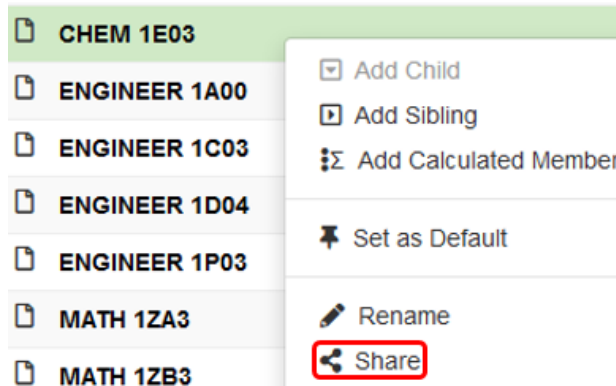 CHEM 1E03
ENGINEER 1A00
ENGINEER 1C03
ENGINEER 1D04
ENGINEER 1P03
MATH 1ZA3
MATH 1ZB3
Add Child
Add Sibling
Add Calculated Member
Set as Default
Rename
Share